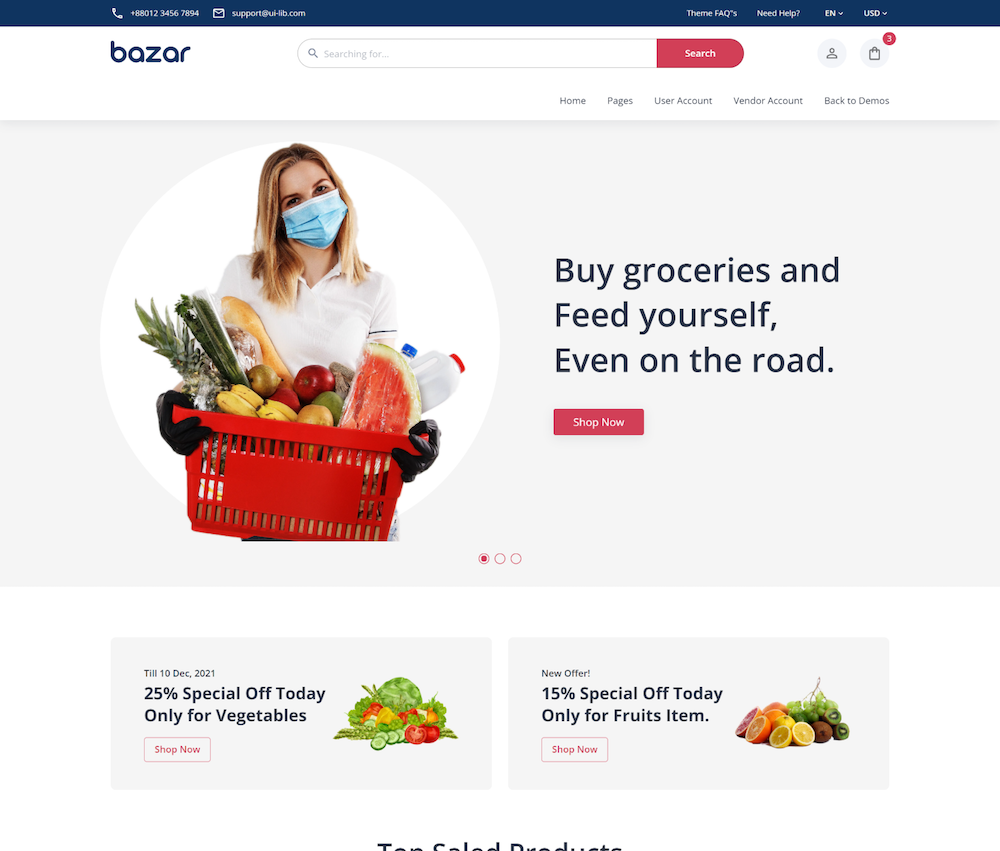 +88012 3456 7894 support@ui-lib.com Theme FAQ"s Need Help? EN USD
bazar Searching for... Search 3
Home Pages User Account Vendor Account Back to Demos
Buy groceries and
Feed yourself,
Even on the road.
Shop Now
Till 10 Dec, 2021
25% Special Off Today
Only for Vegetables
Shop Now
New Offer!
15% Special Off Today
Only for Fruits Item.
Shop Now
Top Saled Products